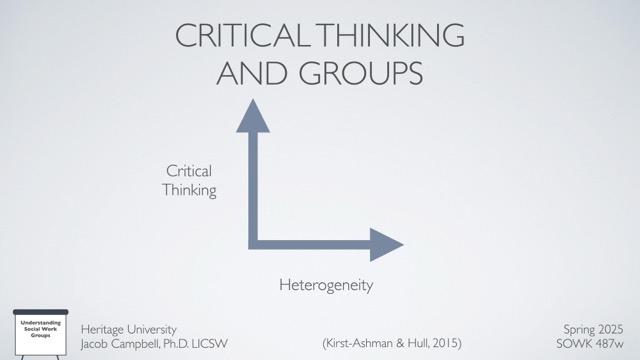 CRITICAL THINKING
AND GROUPS
Critical
Thinking
Heterogeneity
Understanding
Social Work
Groups
Heritage University
Jacob Campbell, Ph.D. LICSW
(Kirst-Ashman & Hull, 2015)
Spring 2025
SOWK 487w